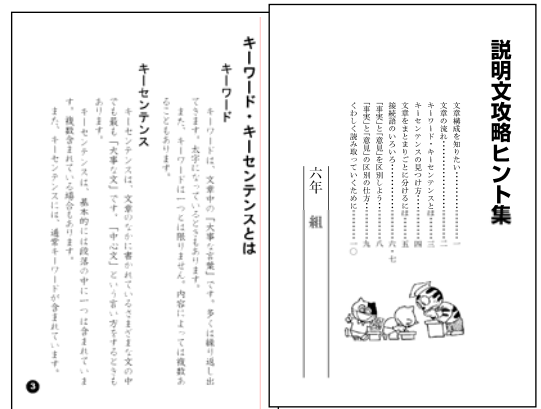 説明文攻略ヒント集
文章構成を知りたい・・・・・・・・・・・・・一
文章の流れ・・・・・・・・・・・・・・・・・二
キーワード・キーセンテンスとは・・・・・三
キーセンテンスの見つけ方・・・・・・・・四
文章をまとまりごとに分けるには・・・・・五
接続語のいろいろ・・・・・・・・・・・六・七
「事実」と「意見」を区別しよう・・・・・・八
「事実」と「意見」の区別の仕方・・・・・・九
くわしく読み取っていくために・・・・・一〇
六年　組
キーワード・キーセンテンスとは
キーワード
キーワードは、文章中の「大事な言葉」です。多くは繰り返し出
てきます。太字になっているときもあります。
また、キーワードは一つとは限りません。内容によっては複数あ
ることもあります。
キーセンテンス
キーセンテンスは、文章のなかに書かれているさまざまな文の中
でも最も「大事な文」です。「中心文」という言い方をするときも
あります。
キーセンテンスは、基本的には段落の中に一つは含まれていま
す。複数含まれている場合もあります。
また、キーセンテンスには、通常キーワードが含まれています。
3